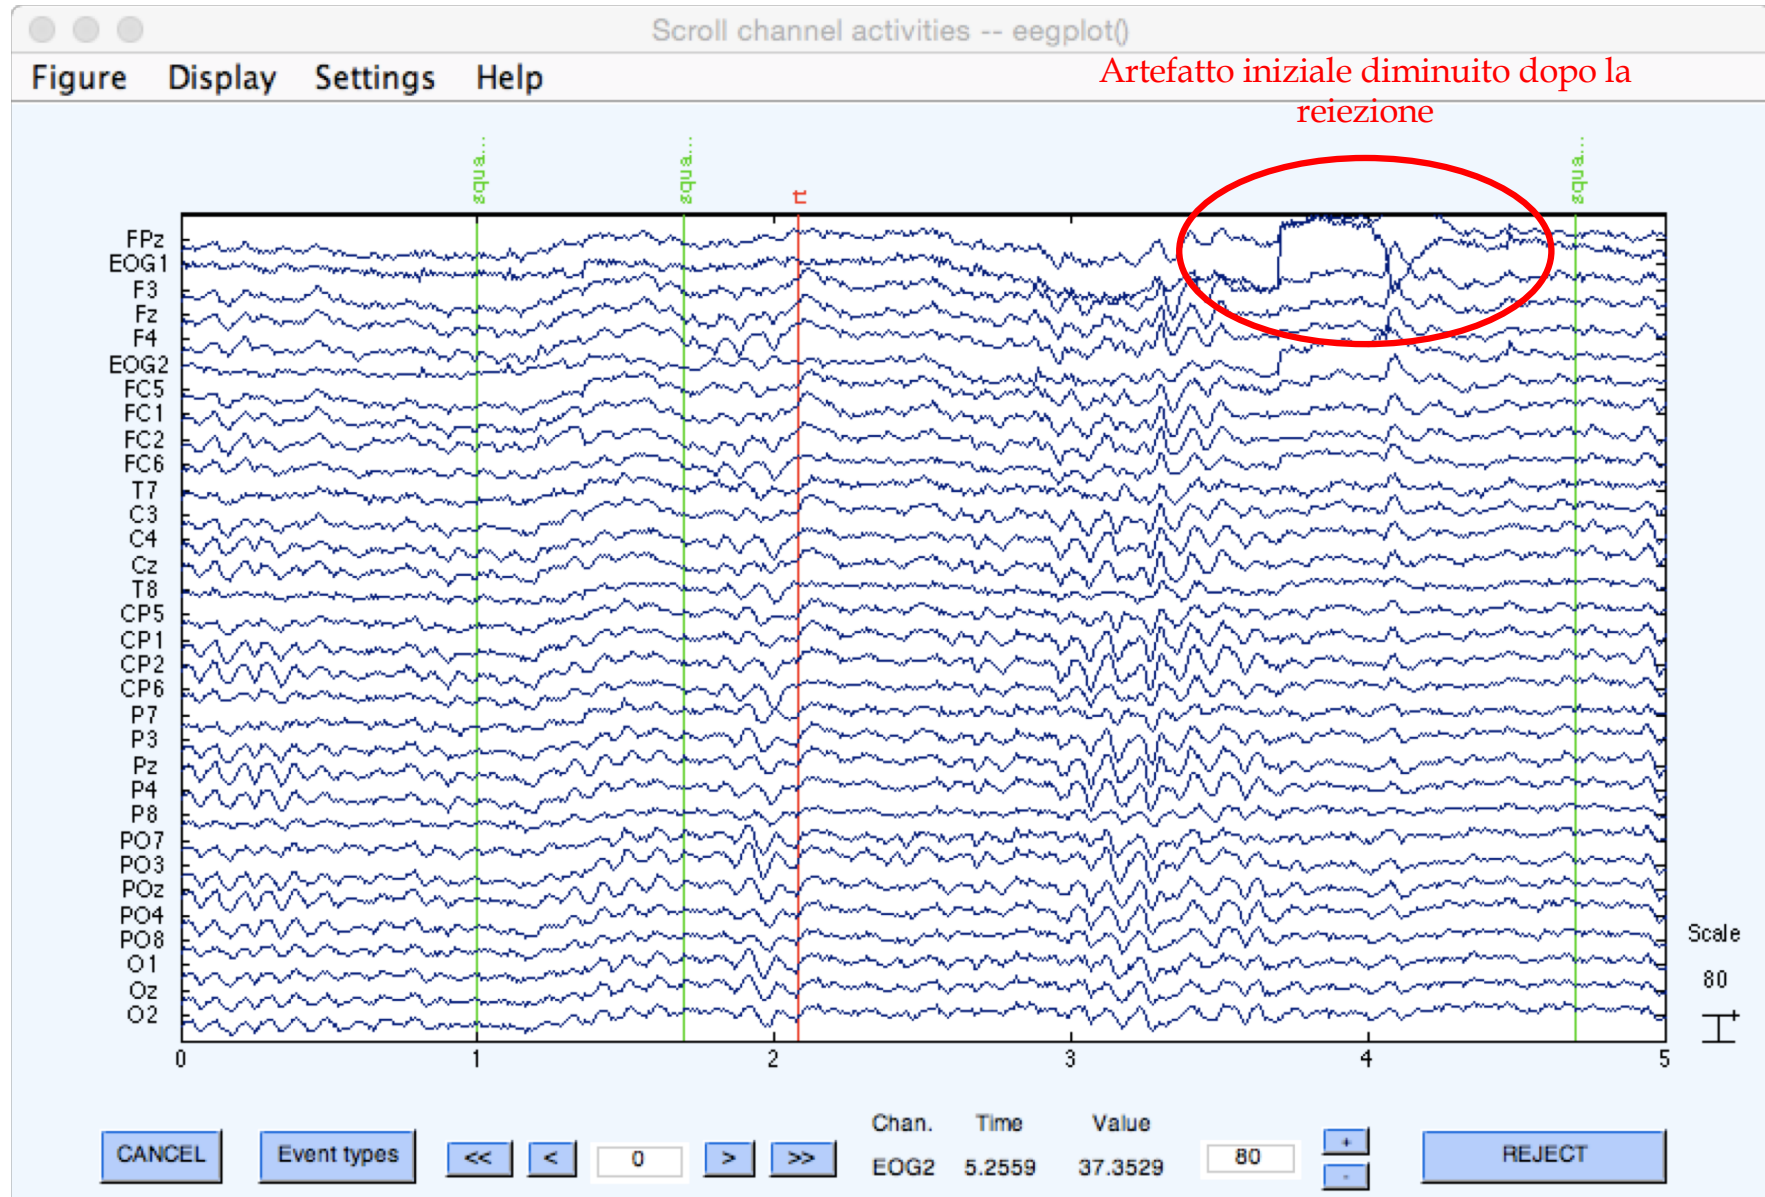 Scroll channel activities -- eegplot()
Figure Display Settings Help
Artefatto iniziale diminuito dopo la
reiezione
squa...
squa...
rt
squa...
FPz
EOG1
F3
Fz
F4
EOG2
FC5
FC1
FC2
FC6
T7
C3
C4
Cz
T8
CP5
CP1
CP2
CP6
P7
P3
Pz
P4
P8
PO7
PO3
POz
PO4
PO8
O1
Oz
O2
Scale
80
+
0 1 2 3 4 5
Chan. Time Value
CANCEL Event types << < 0 > >> EOG2 5.2559 37.3529 80 + - REJECT